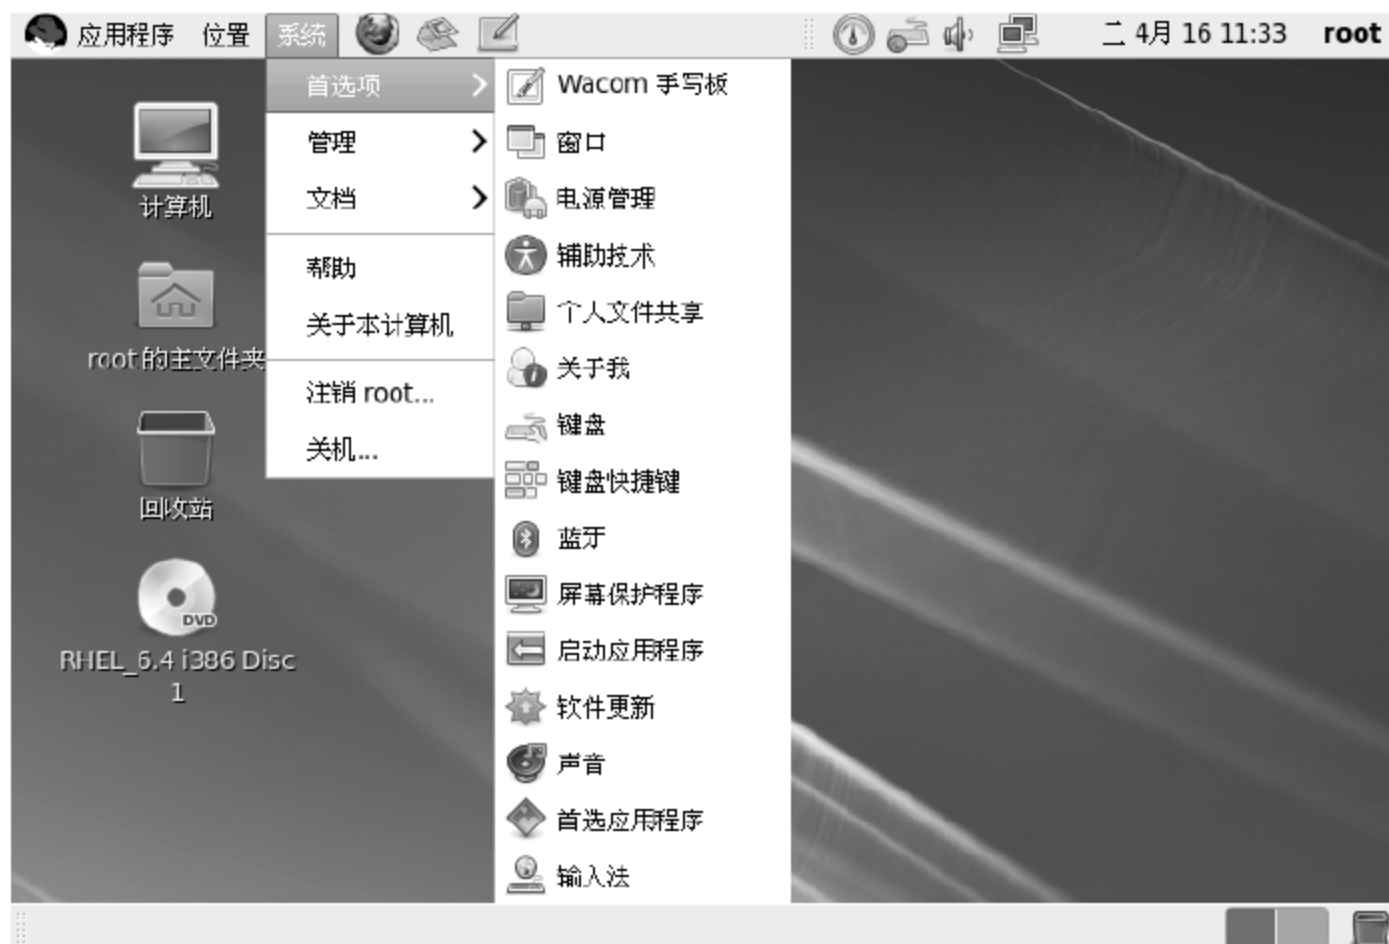 应用程序 位置 系统 二 4月 16 11:33 root
首选项
管理
文档
帮助
关于本计算机
注销 root...
关机...
Wacom 手写板
窗口
电源管理
辅助技术
个人文件共享
关于我
键盘
键盘快捷键
蓝牙
屏幕保护程序
启动应用程序
软件更新
声音
首选应用程序
输入法
计算机
root 的主文件夹
回收站
DVD
RHEL_6.4 i386 Disc
1